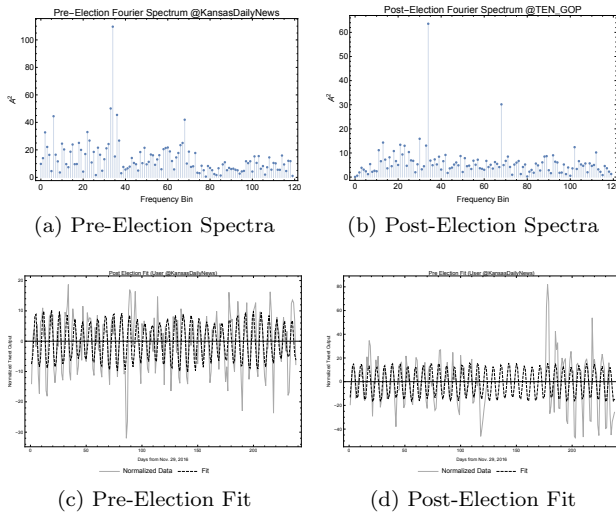 Pre-Election Fourier Spectrum @KansasDailyNews
A²
100
80
60
40
20
0
0 20 40 60 80 100 120
Frequency Bin
(a) Pre-Election Spectra
Post-Election Fourier Spectrum @TEN_GOP
A²
60
50
40
30
20
10
0
0 20 40 60 80 100 120
Frequency Bin
(b) Post-Election Spectra
Post Election Fit (User @KansasDailyNews)
Normalized Tweet Output
20
10
0
-10
-20
-30
0 50 100 150 200
Days from Nov. 29, 2016
Normalized Data Fit
(c) Pre-Election Fit
Pre Election Fit (User @KansasDailyNews)
Normalized Tweet Output
80
60
40
20
0
-20
-40
0 50 100 150 200
Days from Nov. 29, 2016
Normalized Data Fit
(d) Post-Election Fit